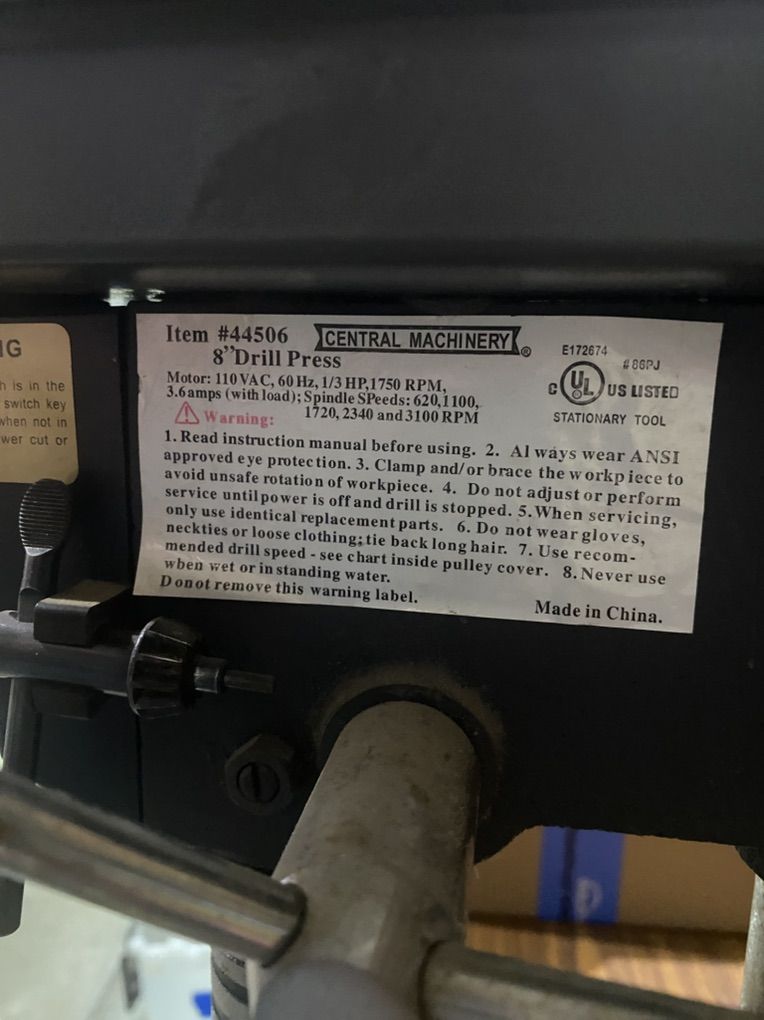 Item #44506 CENTRAL MACHINERY ®
8" Drill Press
Motor: 110 VAC, 60 Hz, 1/3 HP, 1750 RPM,
3.6amps (with load); Spindle SPeeds: 620,1100,
1720, 2340 and 3100 RPM
Warning:
E172674
#86PJ
C UL US LISTED
STATIONARY TOOL
1. Read instruction manual before using. 2. Always wear ANSI
approved eye protection. 3. Clamp and/or brace the workpiece to
avoid unsafe rotation of workpiece. 4. Do not adjust or perform
service until power is off and drill is stopped. 5. When servicing,
only use identical replacement parts. 6. Do not wear gloves,
neckties or loose clothing; tie back long hair. 7. Use recom-
mended drill speed - see chart inside pulley cover. 8. Never use
when wet or in standing water.
Do not remove this warning label.
Made in China.
is in the
switch key
when not in
or